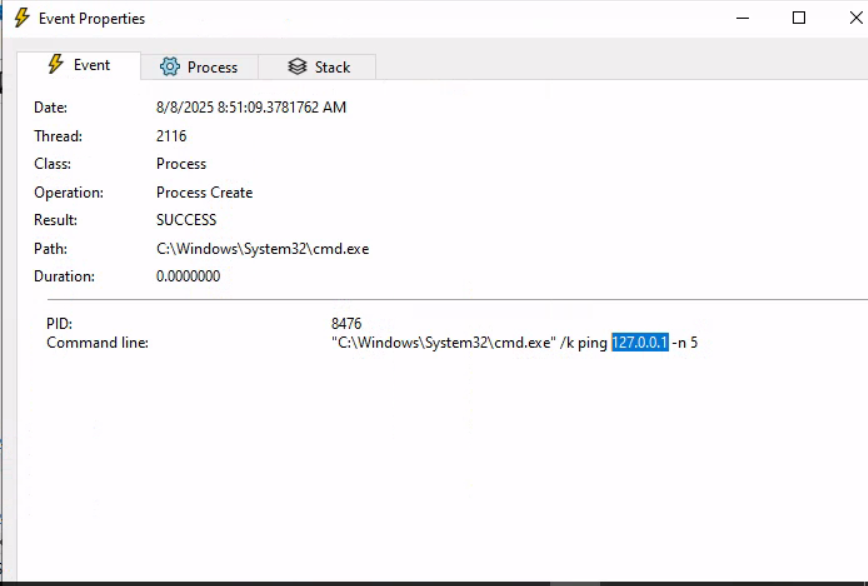 Event Properties
Event Process Stack
Date: 8/8/2025 8:51:09.3781762 AM
Thread: 2116
Class: Process
Operation: Process Create
Result: SUCCESS
Path: C:\Windows\System32\cmd.exe
Duration: 0.0000000
PID: 8476
Command line: "C:\Windows\System32\cmd.exe" /k ping 127.0.0.1 -n 5